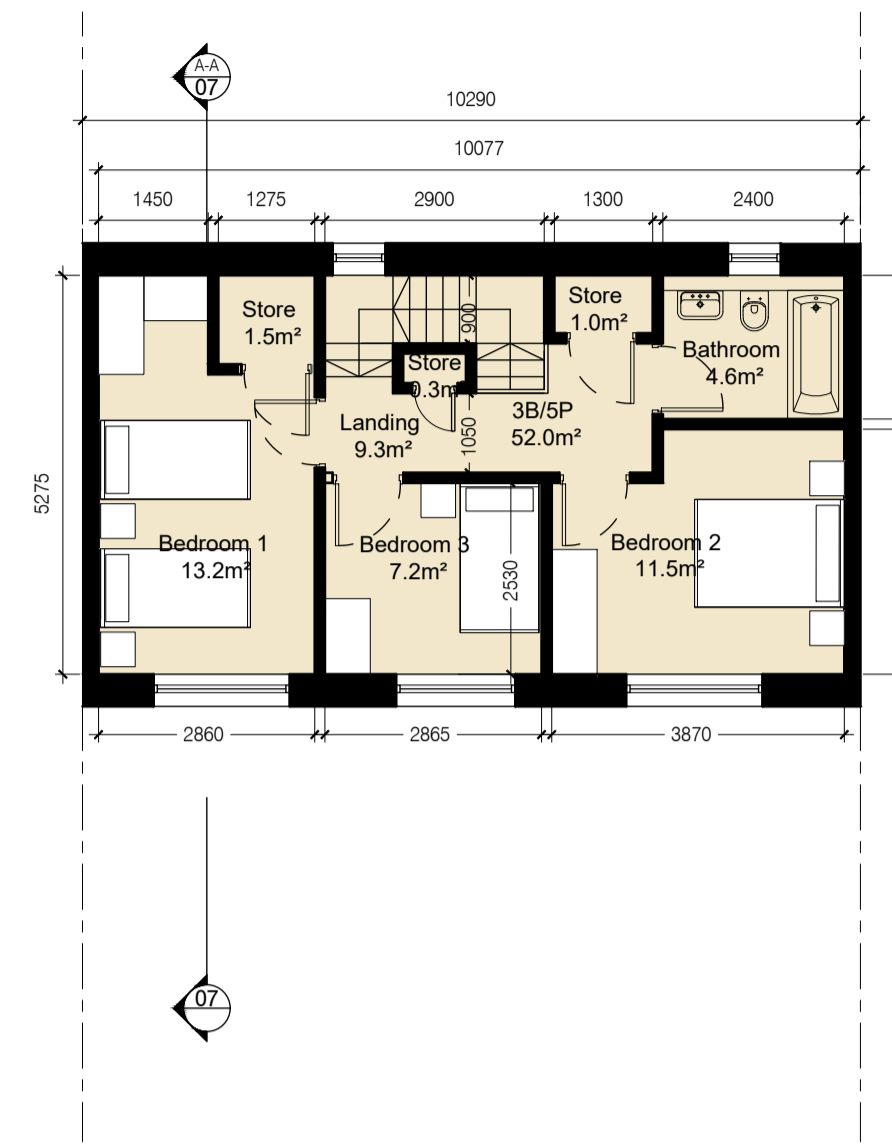 A-A
07
10290
10077
1450
1275
2900
1300
2400
Store
1.5m²
900
Store
1.0m²
Bathroom
4.6m²
Store
0.3m
Landing
9.3m²
1050
3B/5P
52.0m²
5275
Bedroom 1
13.2m²
Bedroom 3
7.2m²
2530
Bedroom 2
11.5m²
2860
2865
3870
07